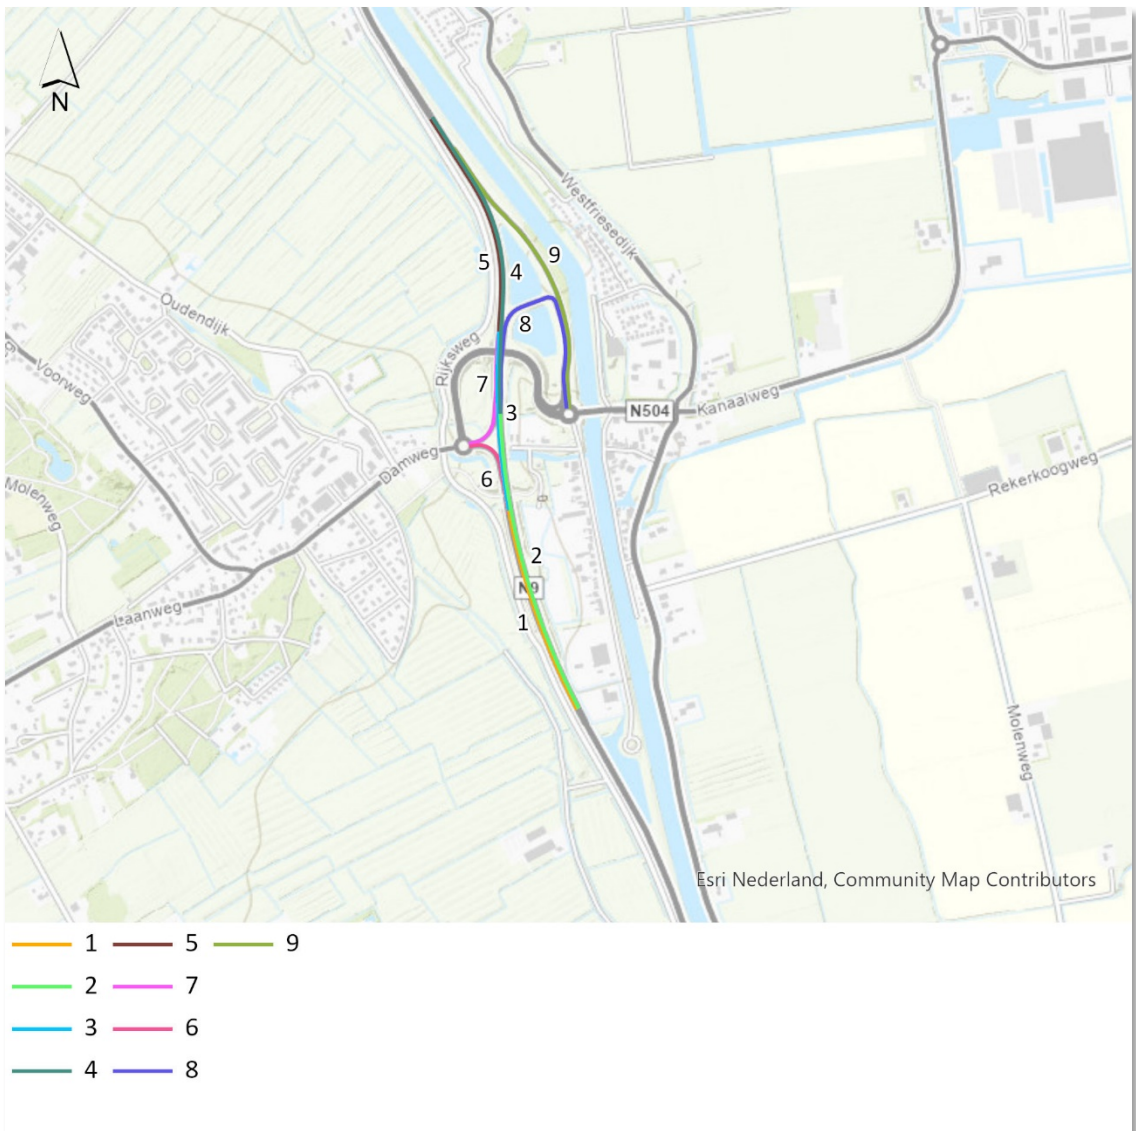 N
Westfriesedijk
5
4
9
Oudendijk
8
Rijksweg
Voorweg
7
3
N504
Kanaalweg
Damweg
6
Rekerkoogweg
Molenweg
2
N9
Laanweg
1
Molenweg
Esri Nederland, Community Map Contributors
1 5 9
2 7
3 6
4 8